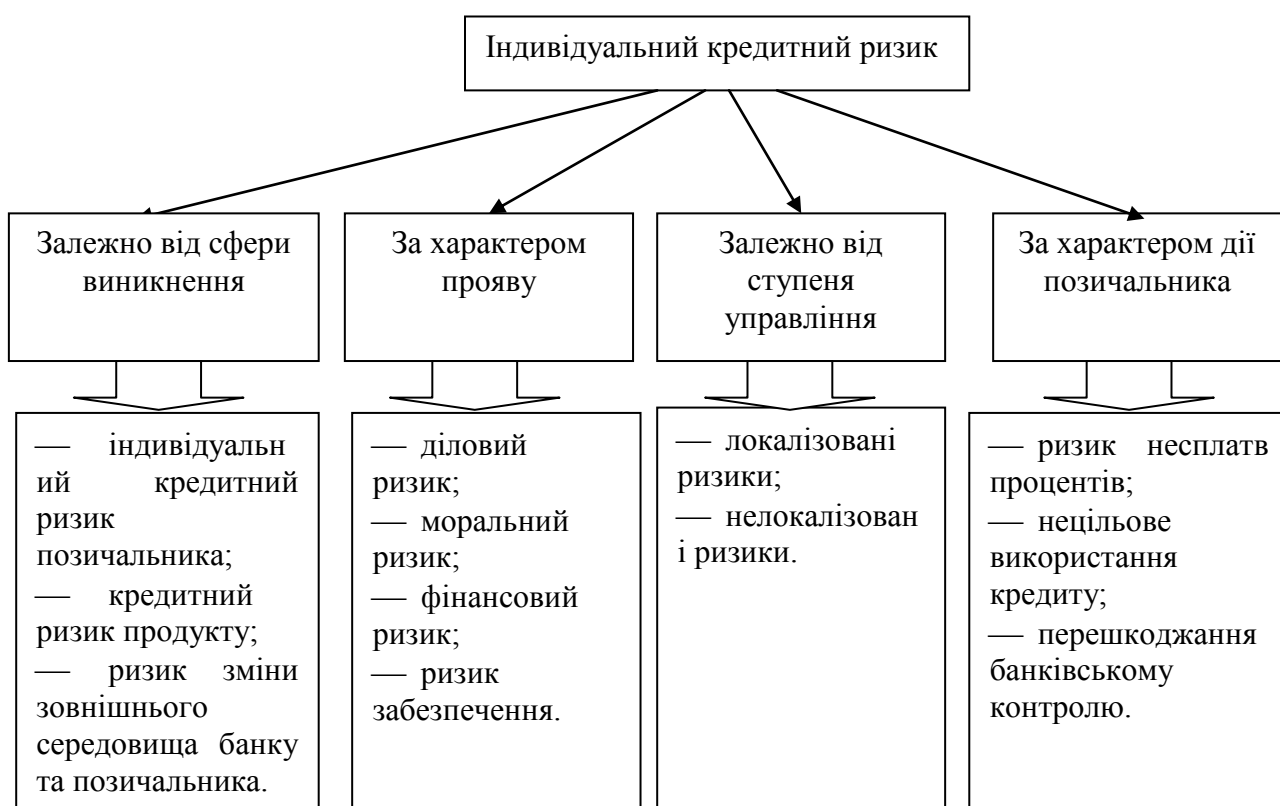 Індивідуальний кредитний ризик
Залежно від сфери
виникнення
За характером
прояву
Залежно від
ступеня
управління
За характером дії
позичальника
— індивідуальн
ий кредитний
ризик
позичальника;
— кредитний
ризик продукту;
— ризик зміни
зовнішнього
середовища банку
та позичальника.
— діловий
ризик;
— моральний
ризик;
— фінансовий
ризик;
— ризик
забезпечення.
— локалізовані
ризики;
— нелокалізован
і ризики.
— ризик несплатв
процентів;
— нецільове
використання
кредиту;
— перешкоджання
банківському
контролю.